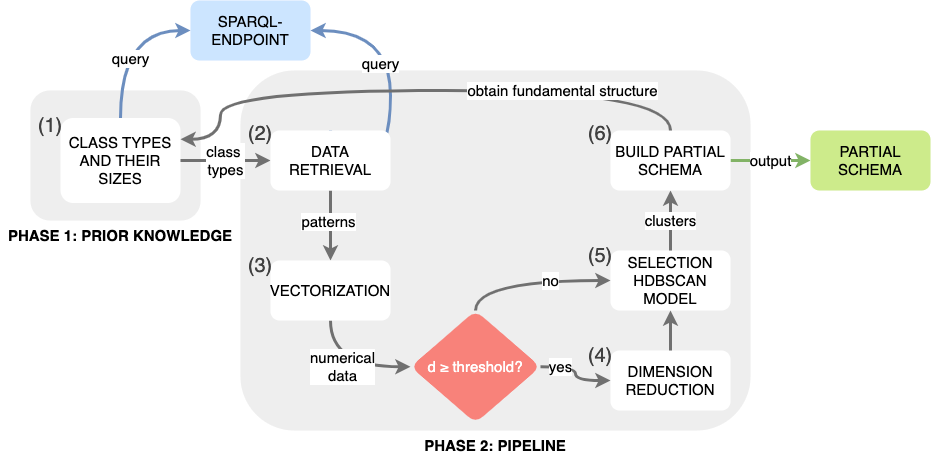 SPARQL-
ENDPOINT
query
query
obtain fundamental structure
(1)
CLASS TYPES
AND THEIR
SIZES
class
types
(2)
DATA
RETRIEVAL
(6)
BUILD PARTIAL
SCHEMA
output
PARTIAL
SCHEMA
PHASE 1: PRIOR KNOWLEDGE
patterns
clusters
(3)
VECTORIZATION
(5)
SELECTION
HDBSCAN
MODEL
no
numerical
data
d ≥ threshold?
yes
(4)
DIMENSION
REDUCTION
PHASE 2: PIPELINE